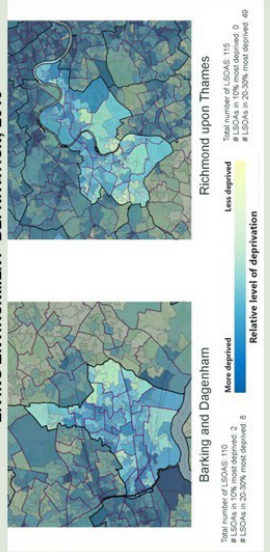 Barking and Dagenham
Total number of LSOAs: 110
# LSOAs in 10% most deprived: 2
# LSOAs in 20-30% most deprived: 8
More deprived
Less deprived
Relative level of deprivation
Richmond upon Thames
Total number of LSOAS: 115
# LSOAs in 10% most deprived: 0
# LSOAs in 20-30% most deprived: 49